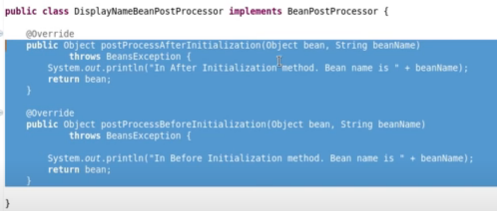 public class DisplayNameBeanPostProcessor implements BeanPostProcessor {
@Override
public Object postProcessAfterInitialization(Object bean, String beanName)
throws BeansException {
System.out.println("In After Initialization method. Bean name is " + beanName);
return bean;
}
@Override
public Object postProcessBeforeInitialization(Object bean, String beanName)
throws BeansException {
System.out.println("In Before Initialization method. Bean name is " + beanName);
return bean;
}
}